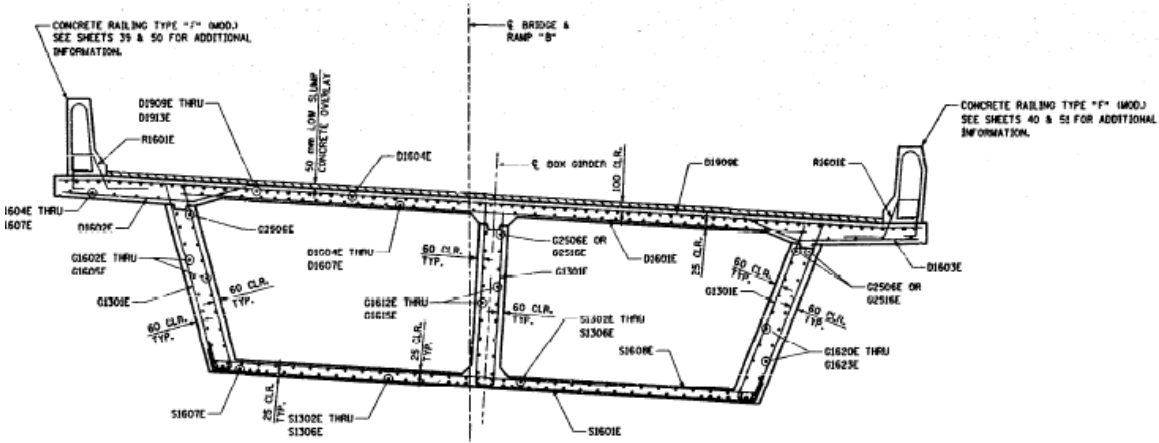 CONCRETE RAILING TYPE "F" (MOD.)
SEE SHEETS 39 & 50 FOR ADDITIONAL
INFORMATION.
℄ BRIDGE &
RAMP "B"
D1909E THRU
D1913E
R1601E
50 mm LOW SLUMP
CONCRETE OVERLAY
D1604E
℄ BOX GIRDER
100 CLR.
D1909E
R1601E
CONCRETE RAILING TYPE "F" (MOD.)
SEE SHEETS 40 & 51 FOR ADDITIONAL
INFORMATION.
1604E THRU
1607E
D1602E
G2506E
G1602E THRU
G1605E
G1301E
60 CLR.
TYP.
60 CLR.
TYP.
D1604E THRU
D1607E
60 CLR.
TYP.
G2506E OR
G2516E
G1301E
D1601E
25 CLR.
G1612E THRU
G1615E
60 CLR.
TYP.
S1302E THRU
S1306E
60 CLR.
TYP.
G1301E
D1603E
G2506E OR
G2516E
60 CLR.
TYP.
G1620E THRU
G1623E
25 CLR.
TYP.
S1608E
S1607E
25 CLR.
TYP.
S1302E THRU
S1306E
S1601E